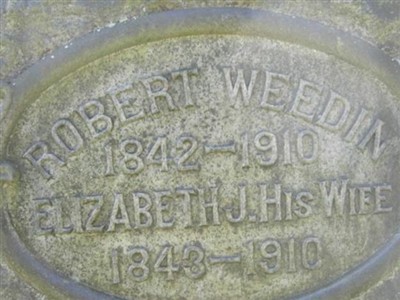 ROBERT WEEDIN
1842-1910
ELIZABETH J. HIS WIFE
1843-1910